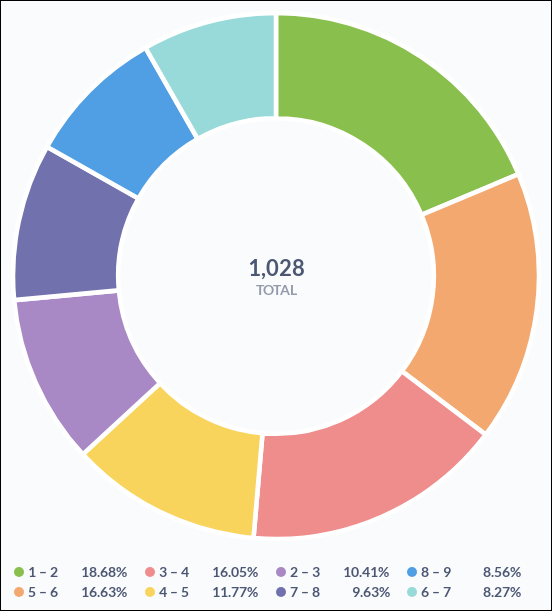 1,028
TOTAL
1 – 2 18.68% 3 – 4 16.05% 2 – 3 10.41% 8 – 9 8.56%
5 – 6 16.63% 4 – 5 11.77% 7 – 8 9.63% 6 – 7 8.27%